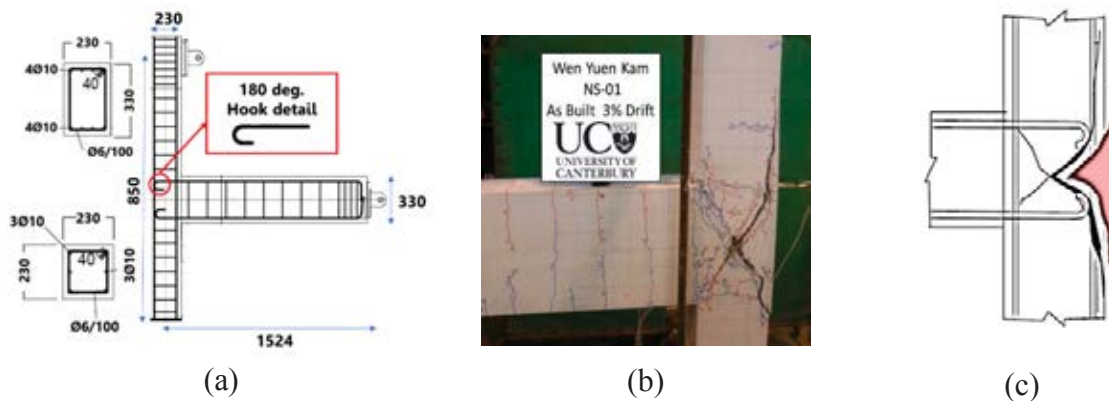 230
230
4Ø10
40
330
4Ø10
Ø6/100
180 deg.
Hook detail
850
330
230
3Ø10
40
3Ø10
230
Ø6/100
1524
(a)
Wen Yuen Kam
NS-01
As Built 3% Drift
UC
UNIVERSITY OF
CANTERBURY
(b)
(c)